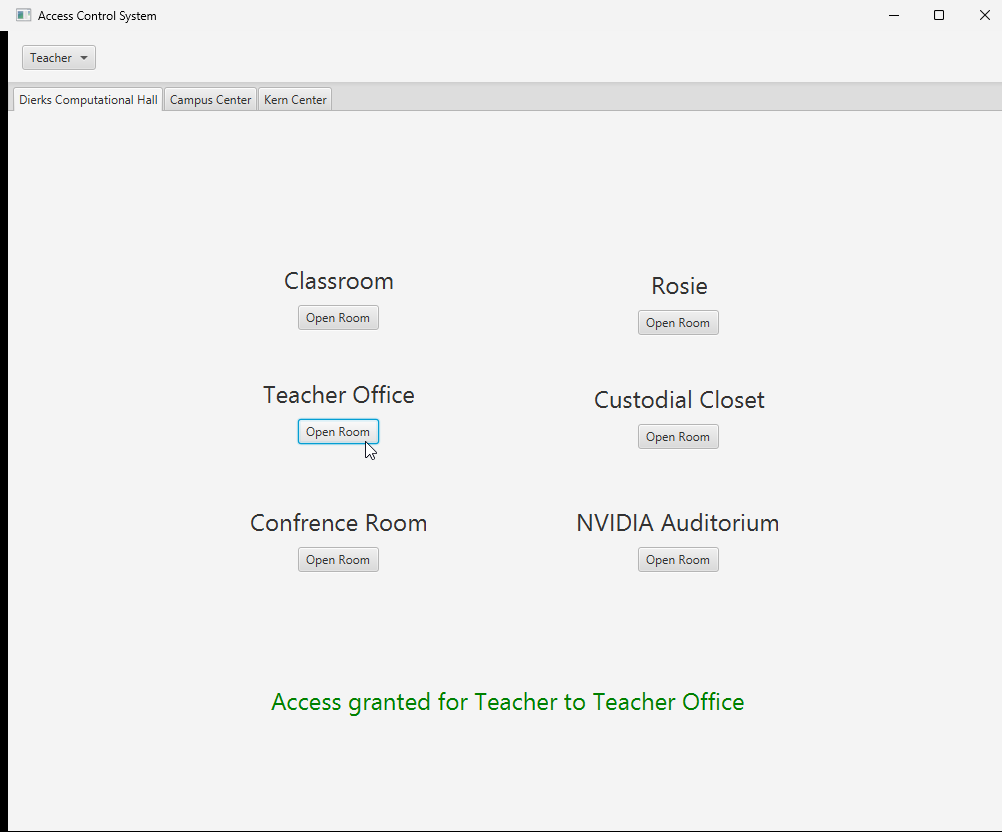 Access Control System
Teacher
Dierks Computational Hall Campus Center Kern Center
Classroom
Open Room
Rosie
Open Room
Teacher Office
Open Room
Custodial Closet
Open Room
Confrence Room
Open Room
NVIDIA Auditorium
Open Room
Access granted for Teacher to Teacher Office